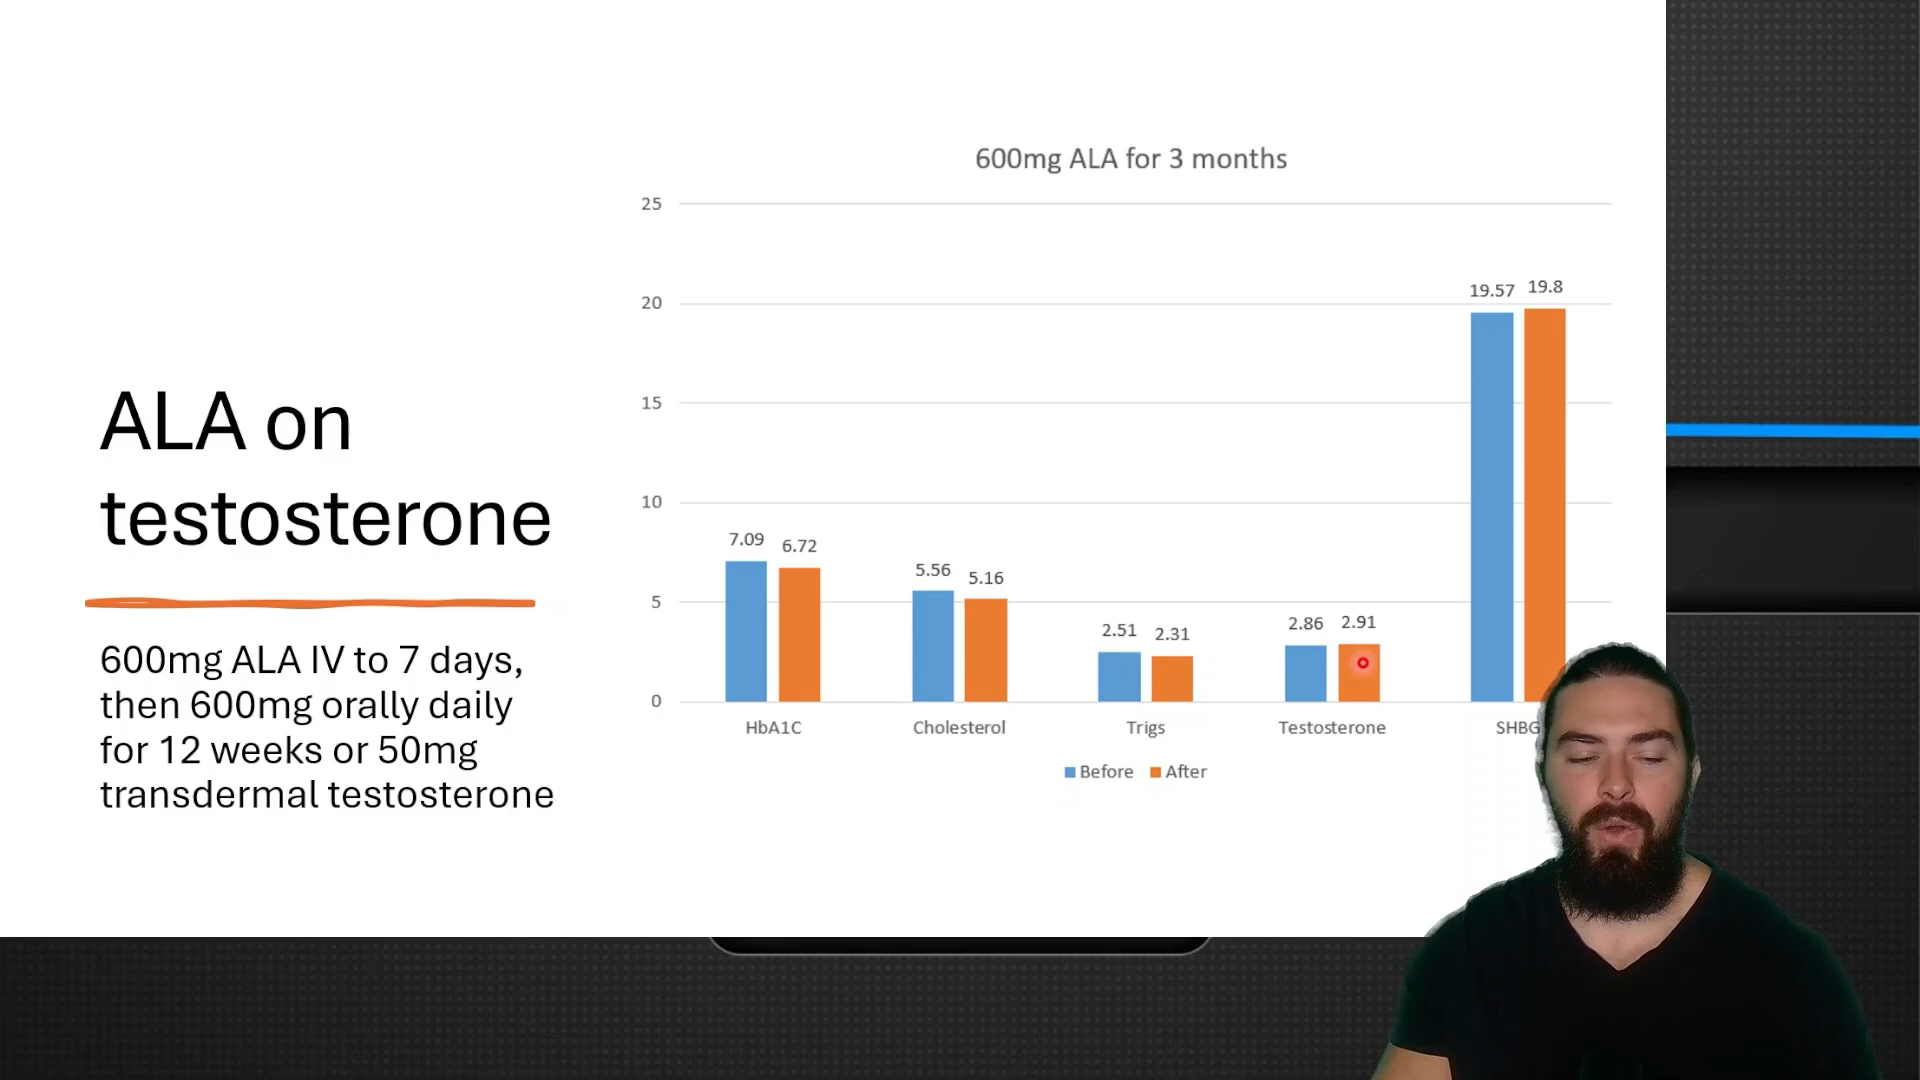 ALA on
testosterone
600mg ALA IV to 7 days,
then 600mg orally daily
for 12 weeks or 50mg
transdermal testosterone
600mg ALA for 3 months
25
20
15
10
5
0
7.09
6.72
5.56
5.16
2.51
2.31
2.86
2.91
19.57
19.8
HbA1C
Cholesterol
Trigs
Testosterone
SHBG
Before
After